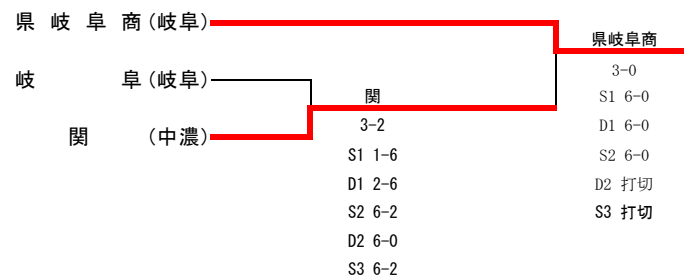 県 岐 阜 商(岐阜)
県岐阜商
3-0
岐 阜(岐阜)
関
S1 6-0
3-2
D1 6-0
関 (中濃)
S1 1-6
S2 6-0
D1 2-6
D2 打切
S2 6-2
S3 打切
D2 6-0
S3 6-2